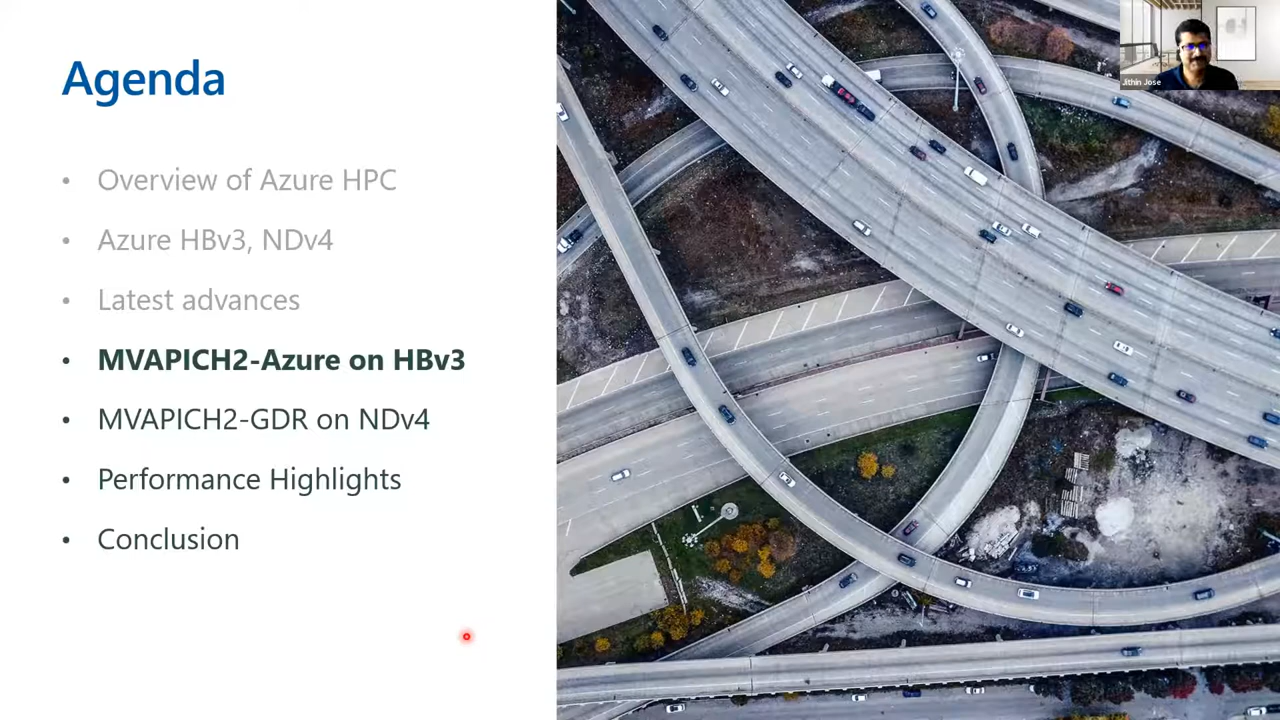 Agenda
• Overview of Azure HPC
• Azure HBv3, NDv4
• Latest advances
• MVAPICH2-Azure on HBv3
• MVAPICH2-GDR on NDv4
• Performance Highlights
• Conclusion
Jithin Jose